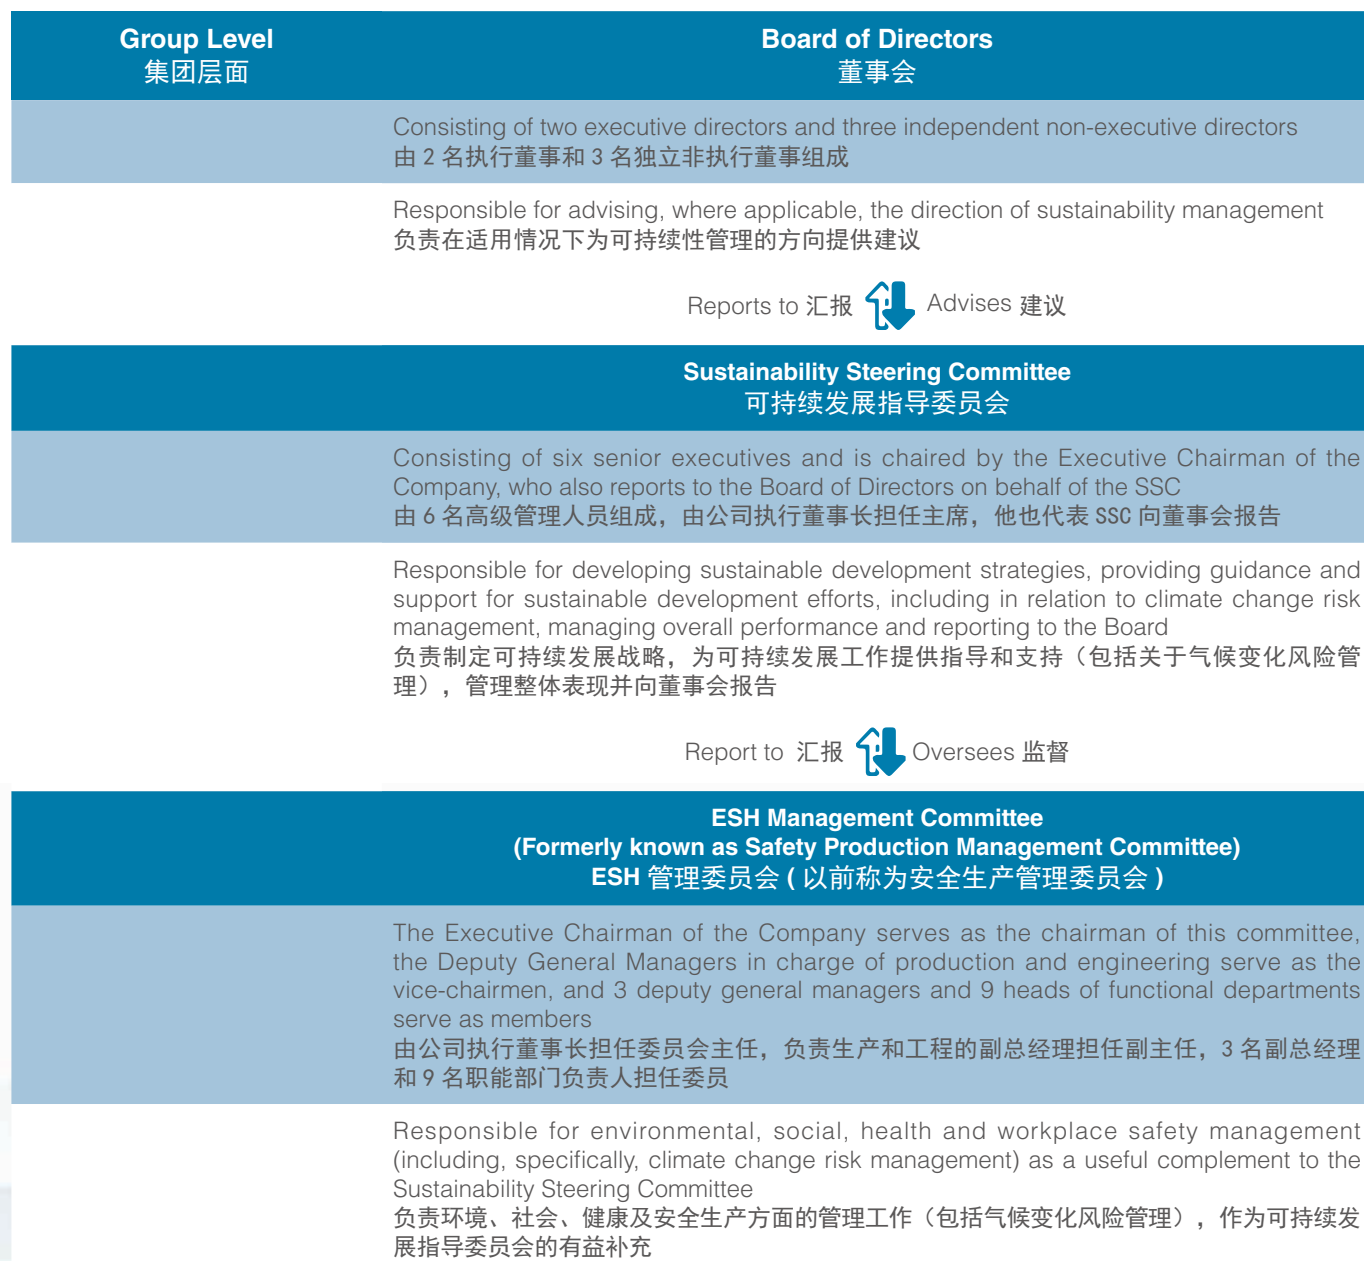 Group Level
集团层面
Board of Directors
董事会
Consisting of two executive directors and three independent non-executive directors
由 2 名执行董事和 3 名独立非执行董事组成
Responsible for advising, where applicable, the direction of sustainability management
负责在适用情况下为可持续性管理的方向提供建议
Reports to 汇报 Advises 建议
Sustainability Steering Committee
可持续发展指导委员会
Consisting of six senior executives and is chaired by the Executive Chairman of the
Company, who also reports to the Board of Directors on behalf of the SSC
由 6 名高级管理人员组成，由公司执行董事长担任主席，他也代表 SSC 向董事会报告
Responsible for developing sustainable development strategies, providing guidance and
support for sustainable development efforts, including in relation to climate change risk
management, managing overall performance and reporting to the Board
负责制定可持续发展战略，为可持续发展工作提供指导和支持（包括关于气候变化风险管
理），管理整体表现并向董事会报告
Report to 汇报 Oversees 监督
ESH Management Committee
(Formerly known as Safety Production Management Committee)
ESH 管理委员会 ( 以前称为安全生产管理委员会 )
The Executive Chairman of the Company serves as the chairman of this committee,
the Deputy General Managers in charge of production and engineering serve as the
vice-chairmen, and 3 deputy general managers and 9 heads of functional departments
serve as members
由公司执行董事长担任委员会主任，负责生产和工程的副总经理担任副主任，3 名副总经理
和 9 名职能部门负责人担任委员
Responsible for environmental, social, health and workplace safety management
(including, specifically, climate change risk management) as a useful complement to the
Sustainability Steering Committee
负责环境、社会、健康及安全生产方面的管理工作（包括气候变化风险管理），作为可持续发
展指导委员会的有益补充